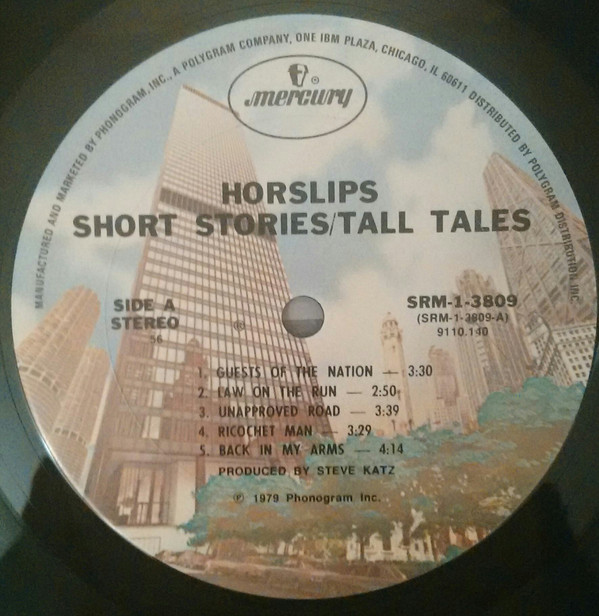 MANUFACTURED AND MARKETED BY PHONOGRAM, INC., A POLYGRAM COMPANY, ONE IBM PLAZA, CHICAGO, IL 60611 DISTRIBUTED BY POLYGRAM DISTRIBUTION, INC.
mercury
HORSLIPS
SHORT STORIES/TALL TALES
SIDE A
STEREO
56
SRM-1-3809
(SRM-1-3809-A)
9110.140
1. GUESTS OF THE NATION — 3:30
2. LAW ON THE RUN — 2:50
3. UNAPPROVED ROAD — 3:39
4. RICOCHET MAN — 3:29
5. BACK IN MY ARMS — 4:14
PRODUCED BY STEVE KATZ
℗ 1979 Phonogram Inc.